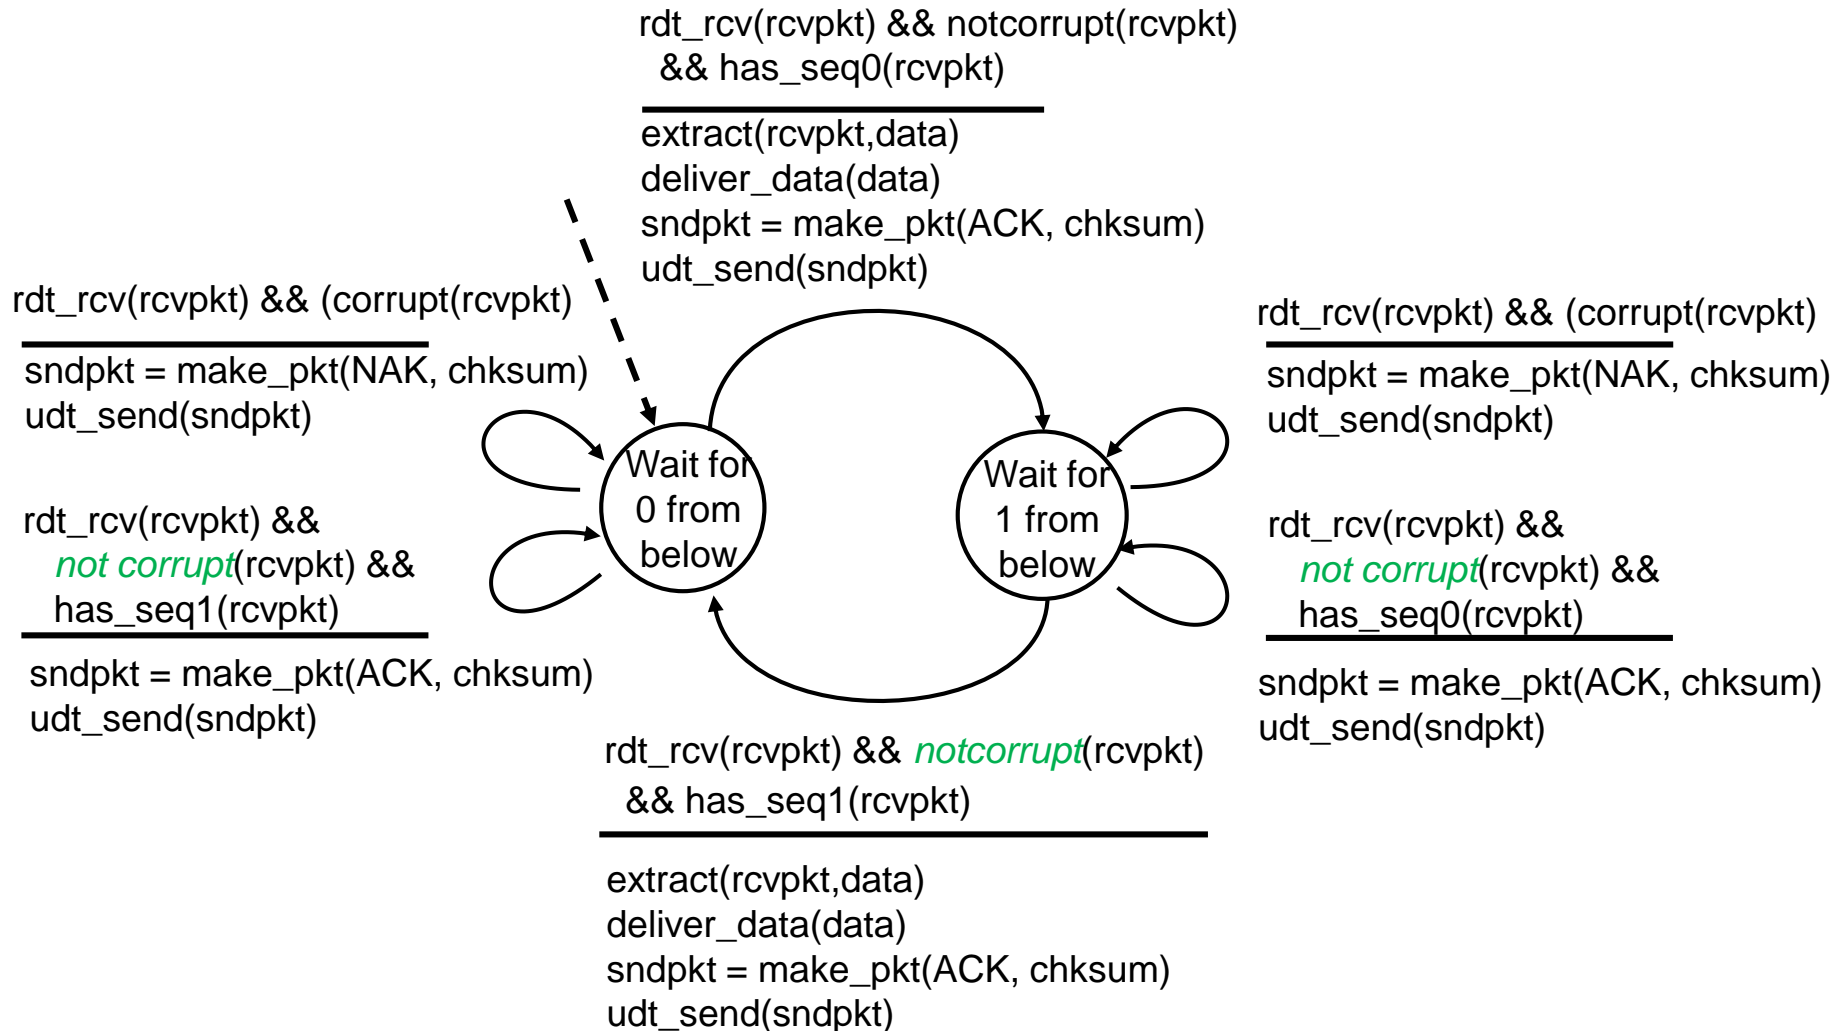 rdt_rcv(rcvpkt) && notcorrupt(rcvpkt)
&& has_seq0(rcvpkt)
extract(rcvpkt,data)
deliver_data(data)
sndpkt = make_pkt(ACK, chksum)
udt_send(sndpkt)
rdt_rcv(rcvpkt) && (corrupt(rcvpkt)
sndpkt = make_pkt(NAK, chksum)
udt_send(sndpkt)
rdt_rcv(rcvpkt) &&
not corrupt(rcvpkt) &&
has_seq1(rcvpkt)
sndpkt = make_pkt(ACK, chksum)
udt_send(sndpkt)
Wait for
0 from
below
Wait for
1 from
below
rdt_rcv(rcvpkt) && (corrupt(rcvpkt)
sndpkt = make_pkt(NAK, chksum)
udt_send(sndpkt)
rdt_rcv(rcvpkt) &&
not corrupt(rcvpkt) &&
has_seq0(rcvpkt)
sndpkt = make_pkt(ACK, chksum)
udt_send(sndpkt)
rdt_rcv(rcvpkt) && notcorrupt(rcvpkt)
&& has_seq1(rcvpkt)
extract(rcvpkt,data)
deliver_data(data)
sndpkt = make_pkt(ACK, chksum)
udt_send(sndpkt)